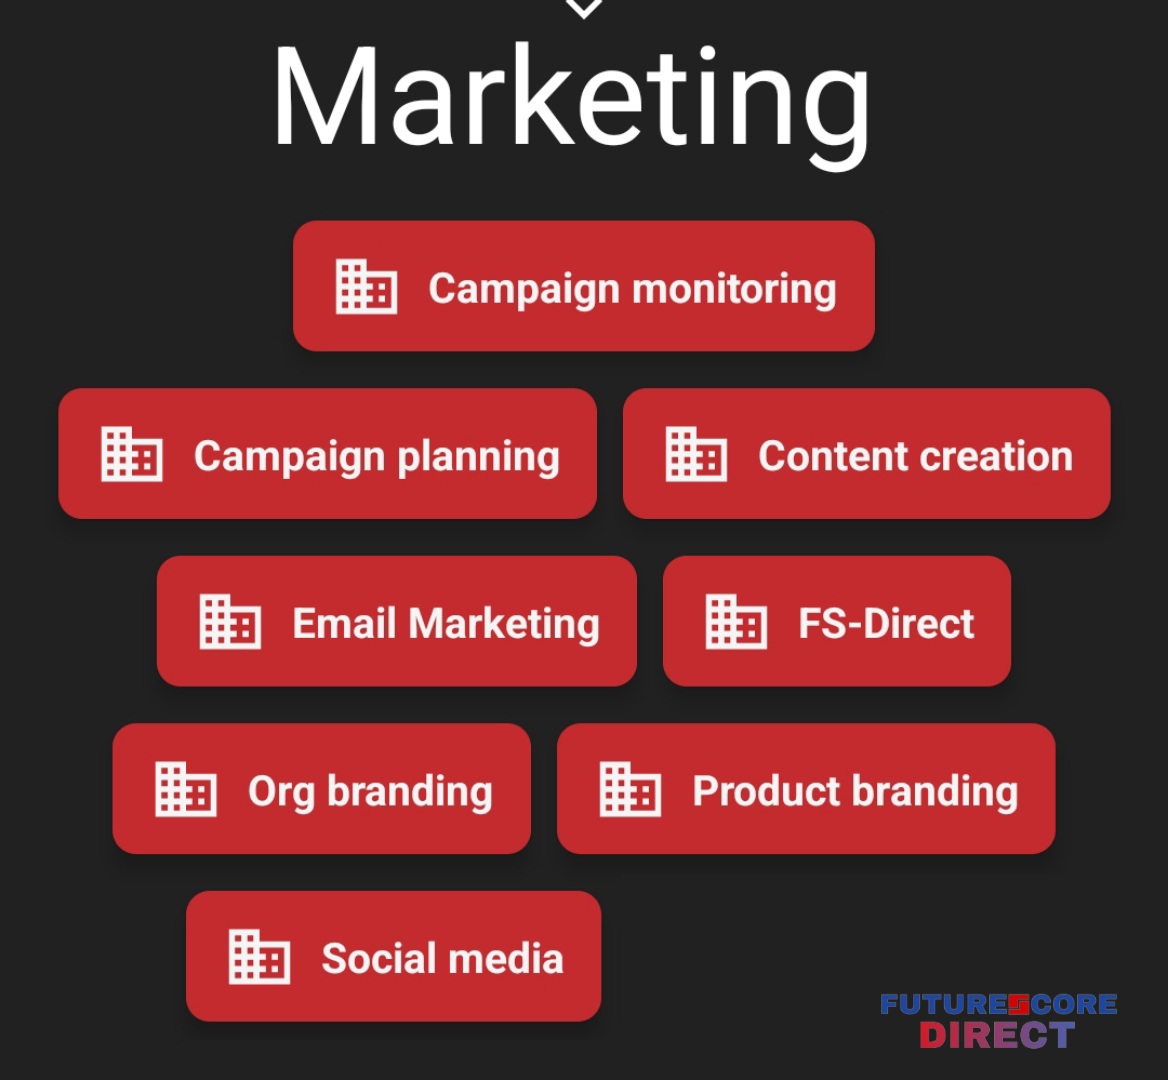 Marketing
Campaign monitoring
Campaign planning
Content creation
Email Marketing
FS-Direct
Org branding
Product branding
Social media
FUTURESCORE
DIRECT